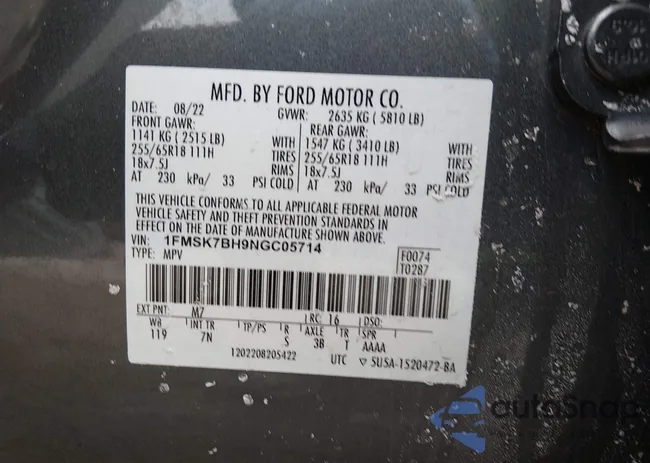 MFD. BY FORD MOTOR CO.
DATE: 08/22 GVWR: 2635 KG ( 5810 LB)
FRONT GAWR: REAR GAWR:
1141 KG ( 2515 LB) WITH 1547 KG ( 3410 LB) WITH
255/65R18 111H TIRES 255/65R18 111H TIRES
18x7.5J RIMS 18x7.5J RIMS
AT 230 kPa/ 33 PSI COLD AT 230 kPa/ 33 PSI COLD
THIS VEHICLE CONFORMS TO ALL APPLICABLE FEDERAL MOTOR
VEHICLE SAFETY AND THEFT PREVENTION STANDARDS IN
EFFECT ON THE DATE OF MANUFACTURE SHOWN ABOVE.
VIN: 1FMSK7BH9NGC05714 F0074
TYPE: MPV T0287
EXT PNT: M7 RC: 16 DSO:
WB INT TR TP/PS R AXLE TR SPR
119 7N S 3B T AAAA
1202208205422 UTC ▽ 5U5A-1520472-BA
autoSnap